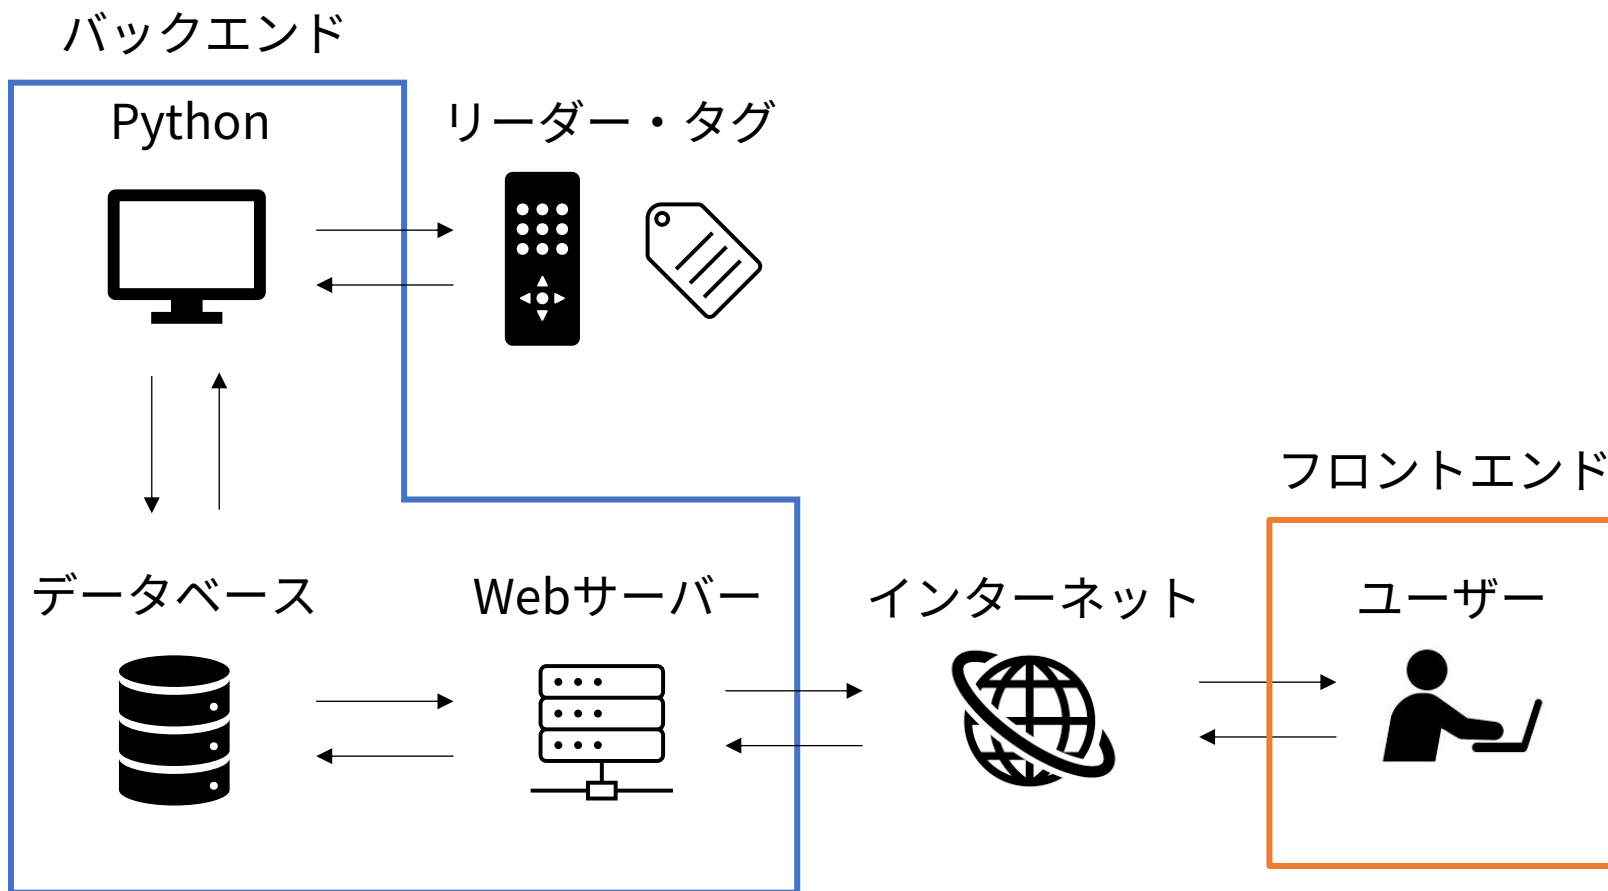 バックエンド
Python
リーダー・タグ
フロントエンド
データベース
Webサーバー
インターネット
ユーザー